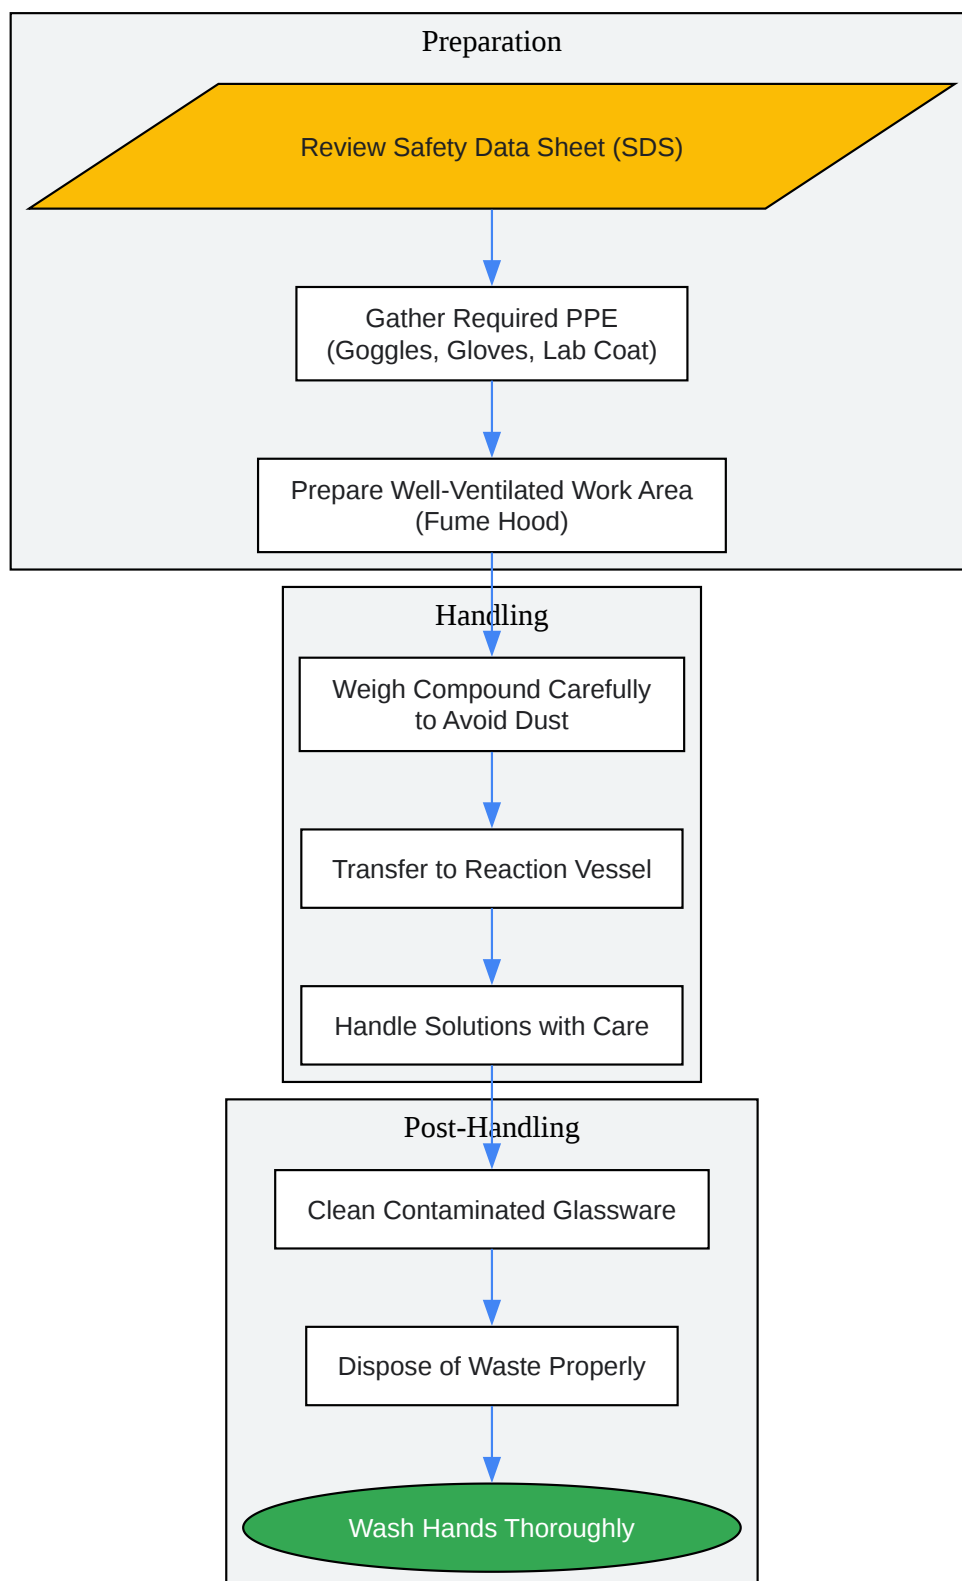 Preparation
Review Safety Data Sheet (SDS)
Gather Required PPE
(Goggles, Gloves, Lab Coat)
Prepare Well-Ventilated Work Area
(Fume Hood)
Handling
Weigh Compound Carefully
to Avoid Dust
Transfer to Reaction Vessel
Handle Solutions with Care
Post-Handling
Clean Contaminated Glassware
Dispose of Waste Properly
Wash Hands Thoroughly